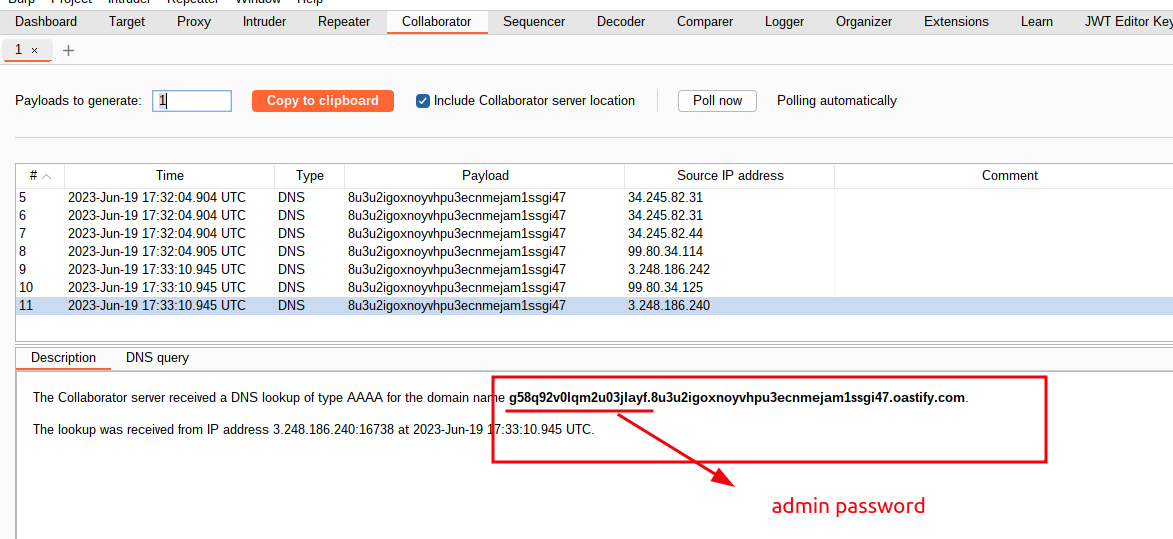 Burp Project Intruder Repeater Window Help
Dashboard Target Proxy Intruder Repeater Collaborator Sequencer Decoder Comparer Logger Organizer Extensions Learn JWT Editor Key
1 × +
Payloads to generate: 1 Copy to clipboard Include Collaborator server location Poll now Polling automatically
# Time Type Payload Source IP address Comment
5 2023-Jun-19 17:32:04.904 UTC DNS 8u3u2igoxnoyvhpu3ecnmejam1ssgi47 34.245.82.31
6 2023-Jun-19 17:32:04.904 UTC DNS 8u3u2igoxnoyvhpu3ecnmejam1ssgi47 34.245.82.31
7 2023-Jun-19 17:32:04.904 UTC DNS 8u3u2igoxnoyvhpu3ecnmejam1ssgi47 34.245.82.44
8 2023-Jun-19 17:32:04.905 UTC DNS 8u3u2igoxnoyvhpu3ecnmejam1ssgi47 99.80.34.114
9 2023-Jun-19 17:33:10.945 UTC DNS 8u3u2igoxnoyvhpu3ecnmejam1ssgi47 3.248.186.242
10 2023-Jun-19 17:33:10.945 UTC DNS 8u3u2igoxnoyvhpu3ecnmejam1ssgi47 99.80.34.125
11 2023-Jun-19 17:33:10.945 UTC DNS 8u3u2igoxnoyvhpu3ecnmejam1ssgi47 3.248.186.240
Description DNS query
The Collaborator server received a DNS lookup of type AAAA for the domain name g58q92v0lqm2u03jlayf.8u3u2igoxnoyvhpu3ecnmejam1ssgi47.oastify.com.
The lookup was received from IP address 3.248.186.240:16738 at 2023-Jun-19 17:33:10.945 UTC.
admin password